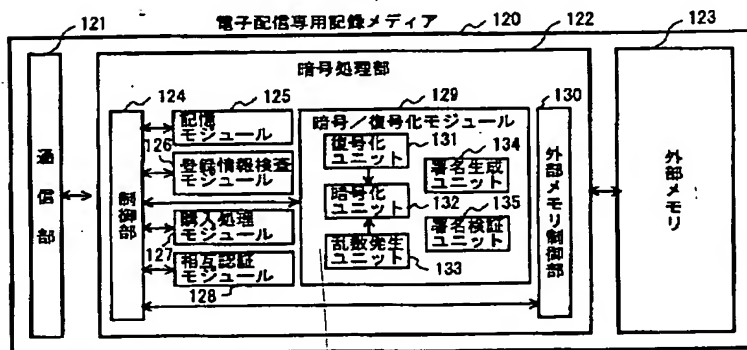 電子配信専用記録メディア
120
121
122
123
暗号処理部
124
125
129
130
記憶
モジュール
暗号/復号化モジュール
131
復号化
ユニット
134
126
登録情報検査
モジュール
署名生成
ユニット
暗号化
ユニット
132
135
通信部
制御部
外部メモリ制御部
外部メモリ
購入処理
モジュール
127
署名検証
ユニット
乱数発生
ユニット
133
相互認証
モジュール
128